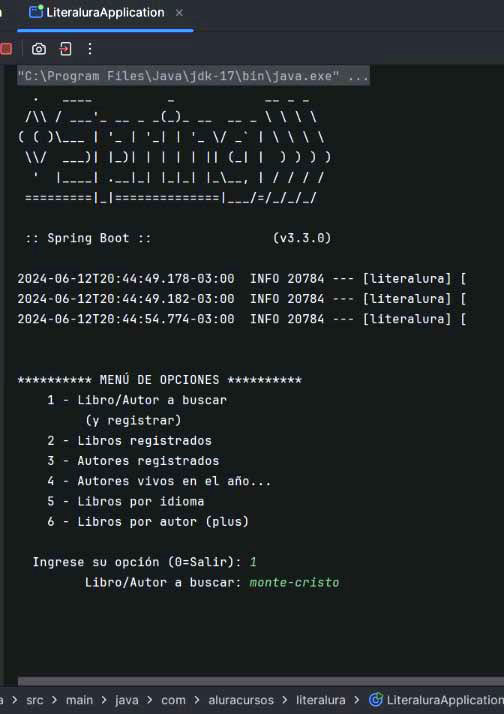 LiteraluraApplication
"C:\Program Files\Java\jdk-17\bin\java.exe" ...
  .   ____          _            __ _ _
 /\\ / ___'_ __ _ _(_)_ __  __ _ \ \ \ \
( ( )\___ | '_ | '_| | '_ \/ _` | \ \ \ \
 \\/  ___)| |_)| | | | | || (_| |  ) ) ) )
  '  |____| .__|_| |_|_| |_\__, | / / / /
 =========|_|==============|___/=/_/_/_/
 :: Spring Boot ::                (v3.3.0)
2024-06-12T20:44:49.178-03:00  INFO 20784 --- [literalura] [
2024-06-12T20:44:49.182-03:00  INFO 20784 --- [literalura] [
2024-06-12T20:44:54.774-03:00  INFO 20784 --- [literalura] [
********** MENÚ DE OPCIONES **********
1 - Libro/Autor a buscar
(y registrar)
2 - Libros registrados
3 - Autores registrados
4 - Autores vivos en el año...
5 - Libros por idioma
6 - Libros por autor (plus)
Ingrese su opción (0=Salir): 1
Libro/Autor a buscar: monte-cristo
a > src > main > java > com > aluracursos > literalura > LiteraluraApplication